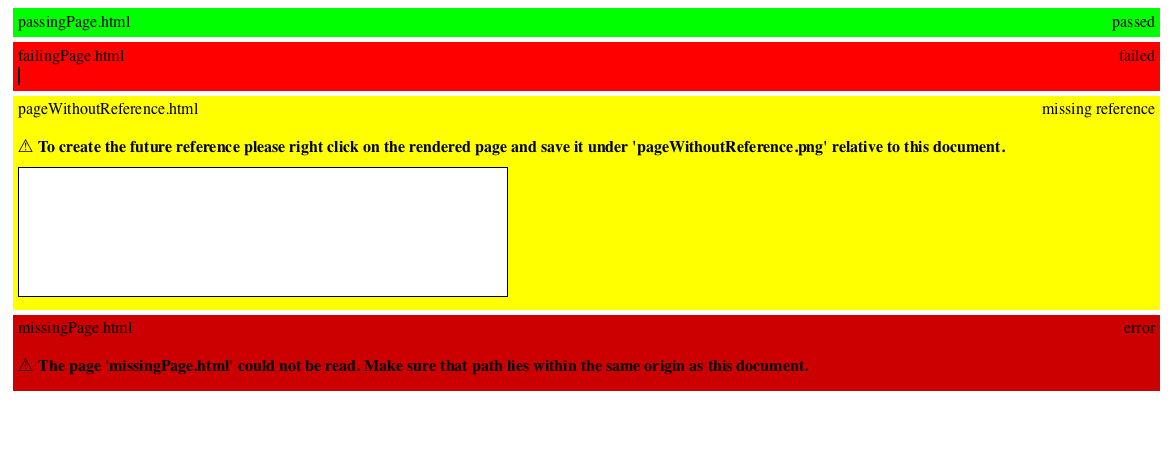 passingPage.html passed
failingPage.html failed
pageWithoutReference.html missing reference
⚠ To create the future reference please right click on the rendered page and save it under 'pageWithoutReference.png' relative to this document.
missingPage.html error
⚠ The page 'missingPage.html' could not be read. Make sure that path lies within the same origin as this document.